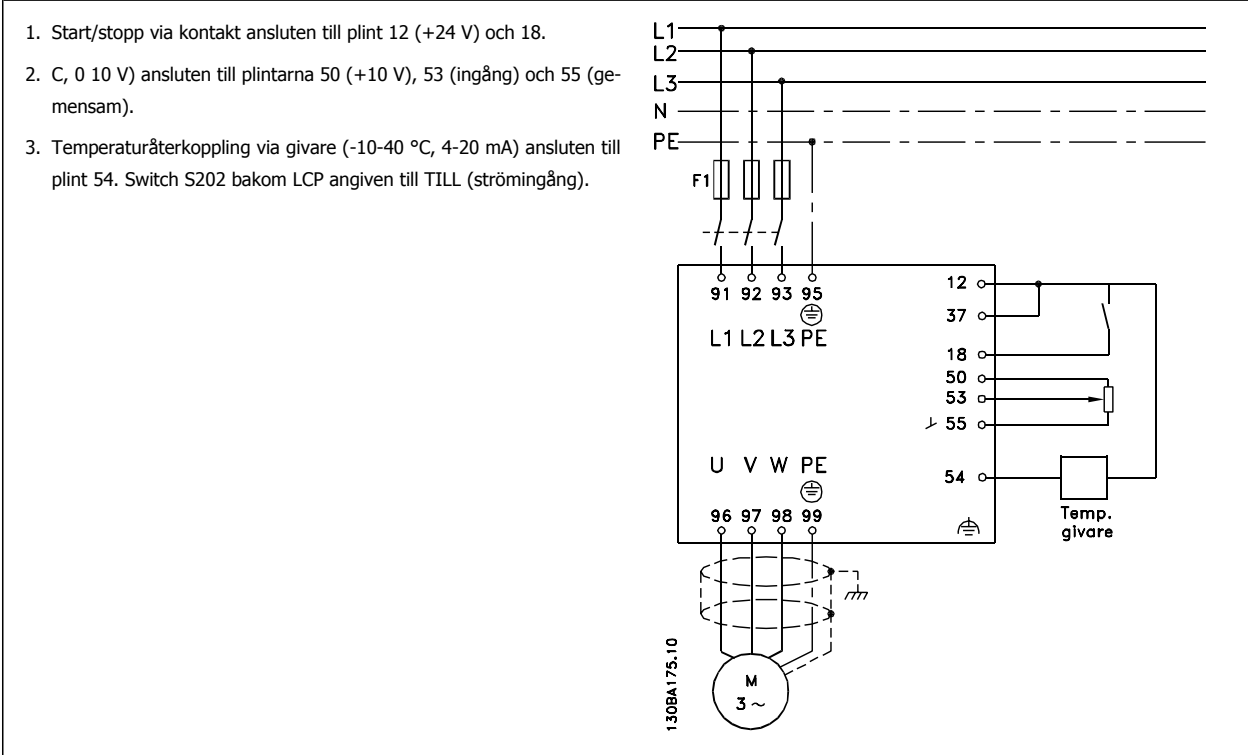 1. Start/stopp via kontakt ansluten till plint 12 (+24 V) och 18.
2. C, 0 10 V) ansluten till plintarna 50 (+10 V), 53 (ingång) och 55 (ge-
mensam).
3. Temperaturåterkoppling via givare (-10-40 °C, 4-20 mA) ansluten till
plint 54. Switch S202 bakom LCP angiven till TILL (strömingång).
L1
L2
L3
N
PE
F1
91 92 93 95
L1 L2 L3 PE
12
37
18
50
53
55
54
Temp.
givare
U V W PE
96 97 98 99
M
3 ~
130BA175.10